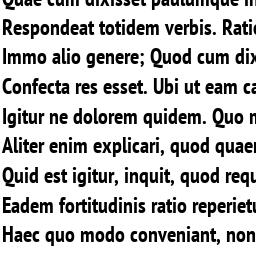 Quae cum dixisset paulumque in
Respondeat totidem verbis. Ratio
Immo alio genere; Quod cum dix
Confecta res esset. Ubi ut eam ca
Igitur ne dolorem quidem. Quo
Aliter enim explicari, quod quae
Quid est igitur, inquit, quod requ
Eadem fortitudinis ratio reperietu
Haec quo modo conveniant, non